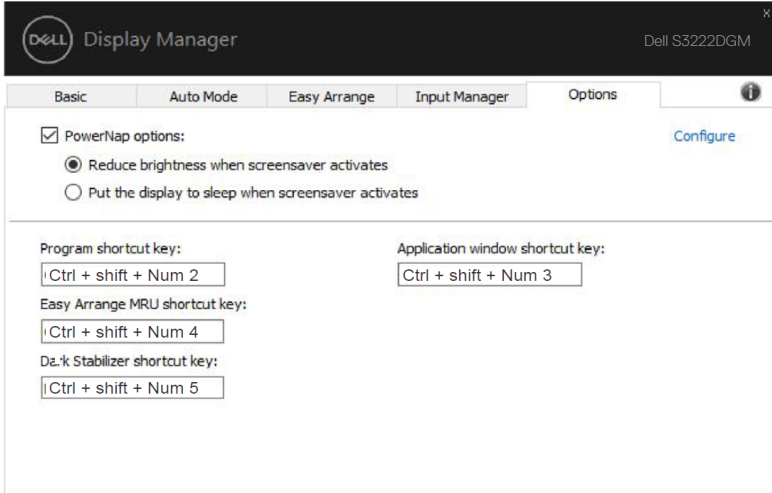 DELL Display Manager
Dell S3222DGM
x
Basic Auto Mode Easy Arrange Input Manager Options i
PowerNap options: Configure
Reduce brightness when screensaver activates
Put the display to sleep when screensaver activates
Program shortcut key: Application window shortcut key:
Ctrl + shift + Num 2 Ctrl + shift + Num 3
Easy Arrange MRU shortcut key:
Ctrl + shift + Num 4
Dark Stabilizer shortcut key:
Ctrl + shift + Num 5